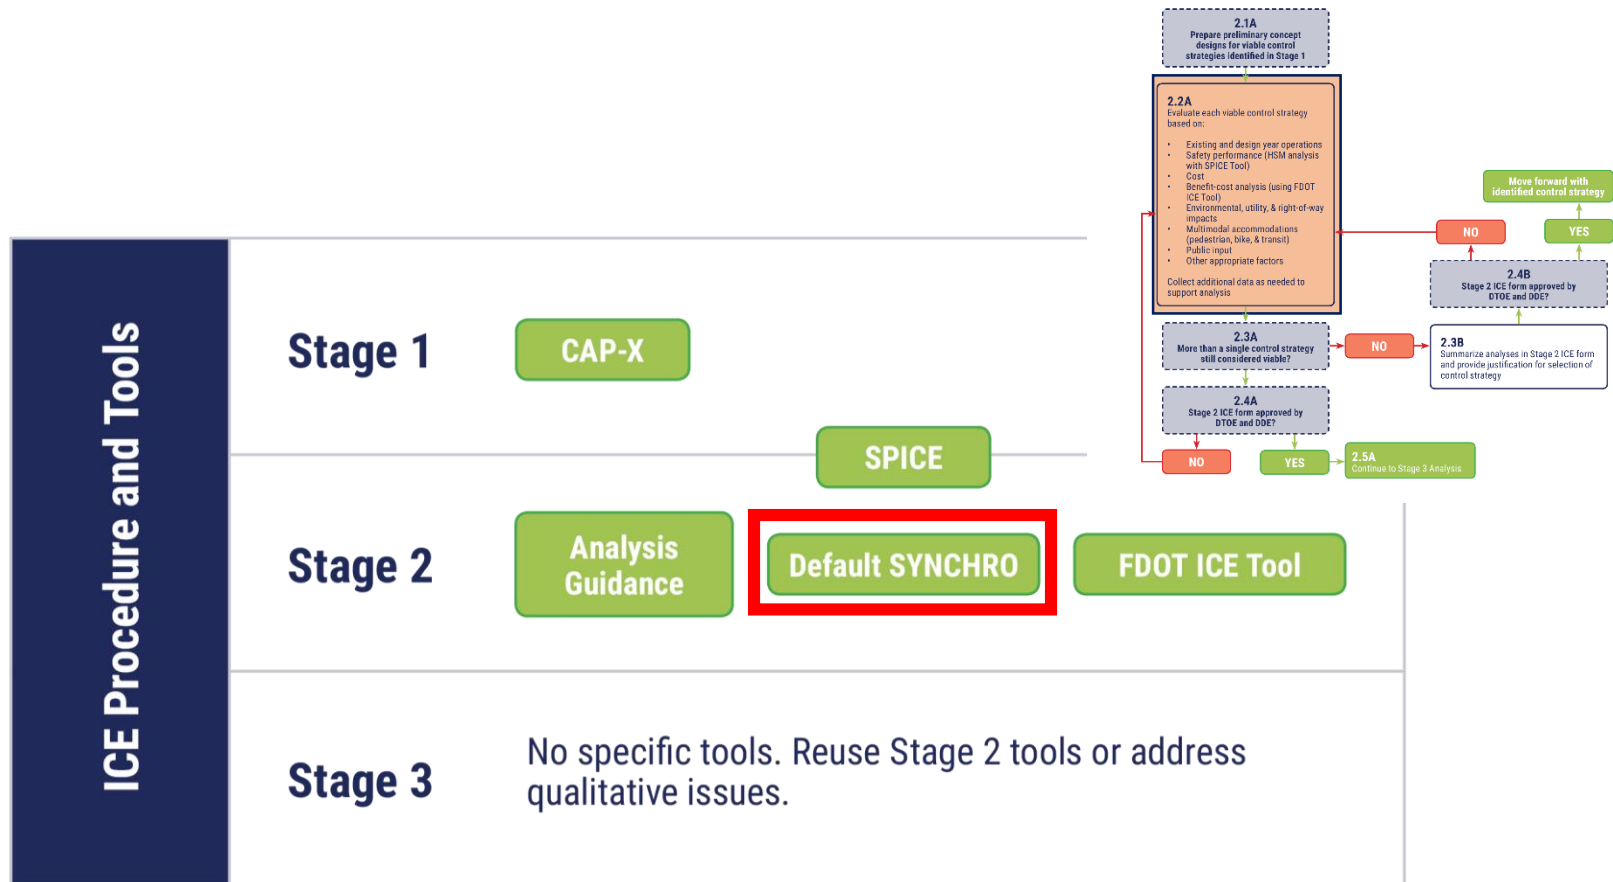 ICE Procedure and Tools
Stage 1
CAP-X
SPICE
Stage 2
Analysis
Guidance
Default SYNCHRO
FDOT ICE Tool
Stage 3
No specific tools. Reuse Stage 2 tools or address
qualitative issues.
2.1A
Prepare preliminary concept
designs for viable control
strategies identified in Stage 1
2.2A
Evaluate each viable control strategy
based on:
• Existing and design year operations
• Safety performance (HSM analysis
with SPICE Tool)
• Cost
• Benefit-cost analysis (using FDOT
ICE Tool)
• Environmental, utility, & right-of-way
impacts
• Multimodal accommodations
(pedestrian, bike, & transit)
• Public input
• Other appropriate factors
Collect additional data as needed to
support analysis
2.3A
More than a single control strategy
still considered viable?
NO
2.3B
Summarize analyses in Stage 2 ICE form
and provide justification for selection of
control strategy
2.4B
Stage 2 ICE form approved by
DTOE and DDE?
NO
YES
Move forward with
identified control strategy
2.4A
Stage 2 ICE form approved by
DTOE and DDE?
NO
YES
2.5A
Continue to Stage 3 Analysis